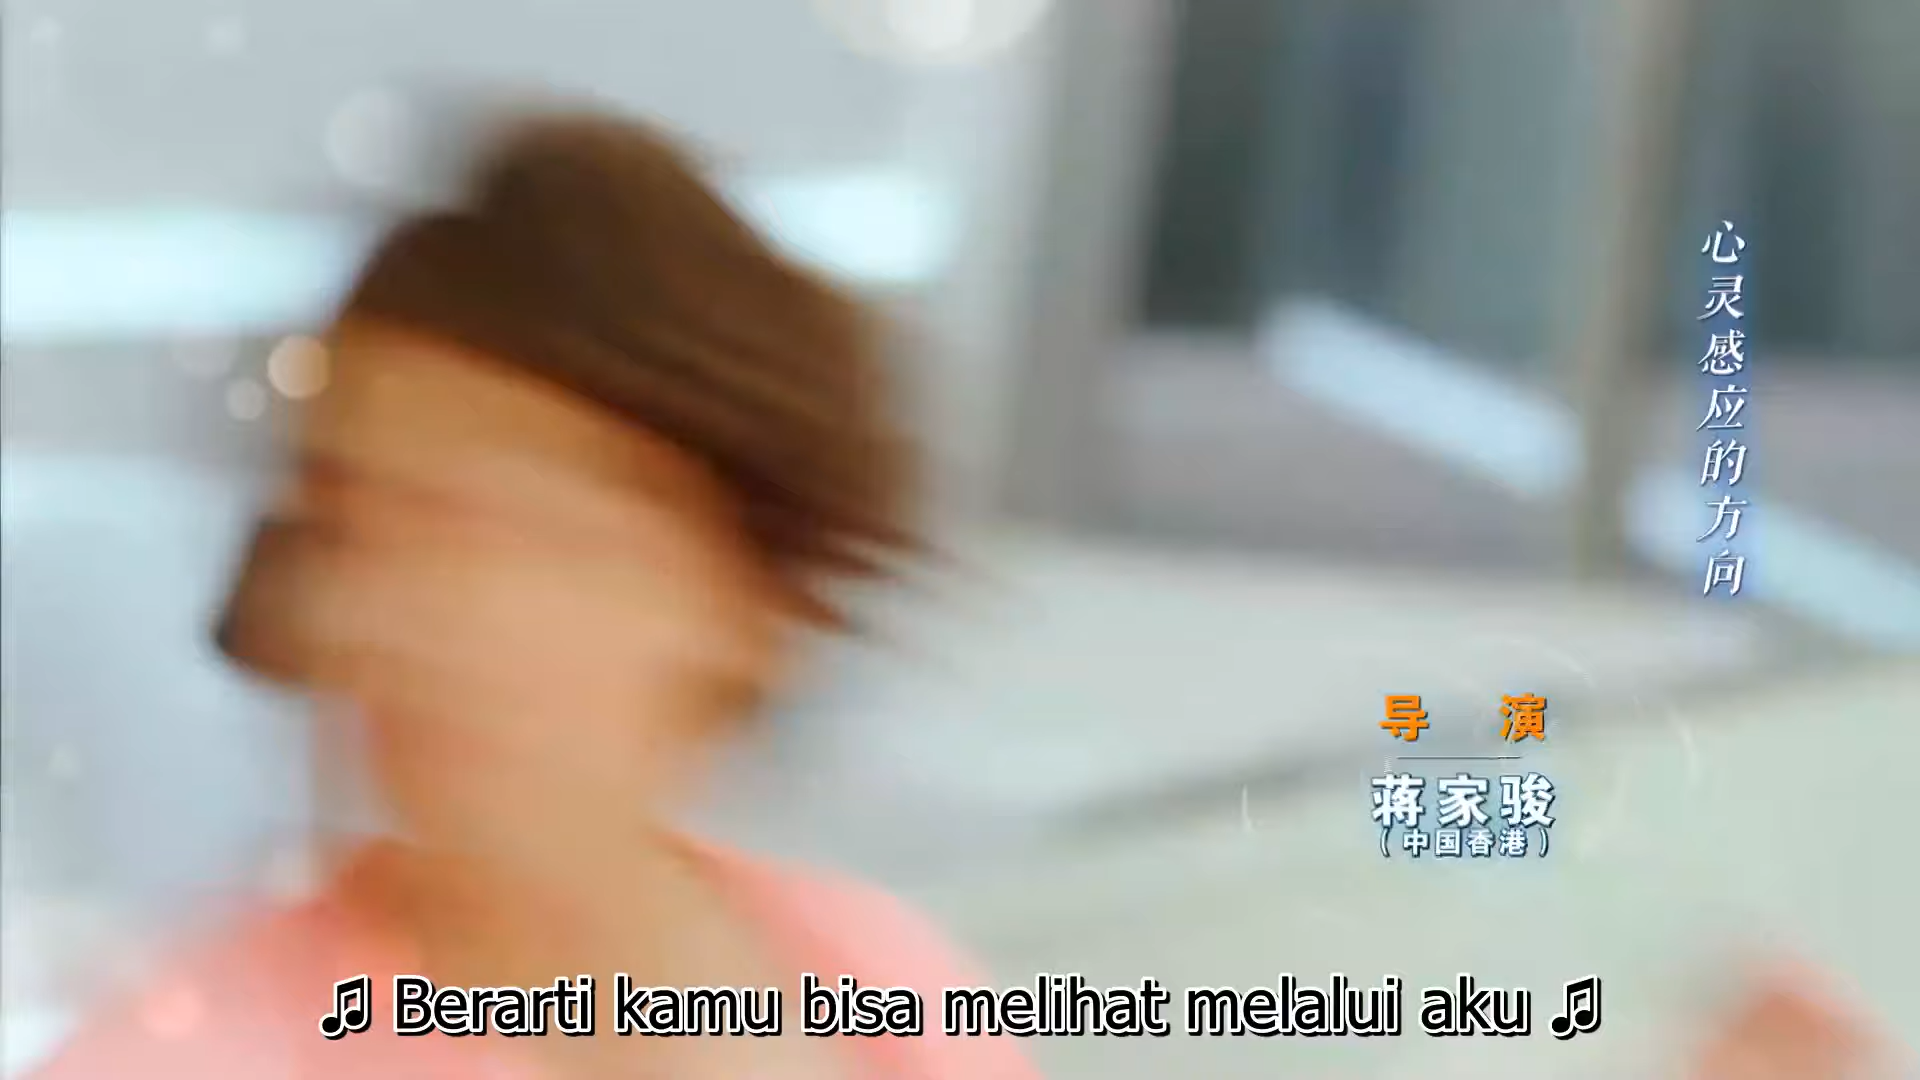 心灵感应的方向
导 演
蒋家骏
（中国香港）
♫ Berarti kamu bisa melihat melalui aku ♫